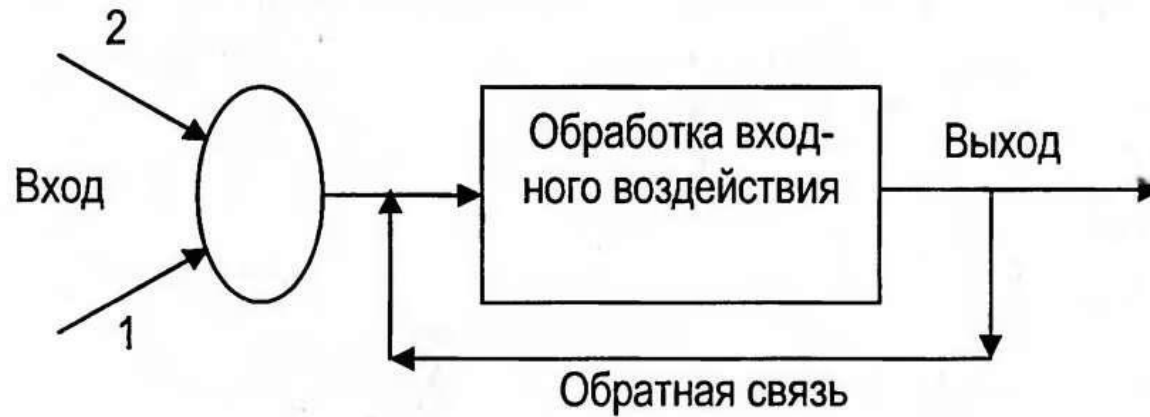 2
Обработка вход-
ного воздействия
Выход
Вход
1
Обратная связь